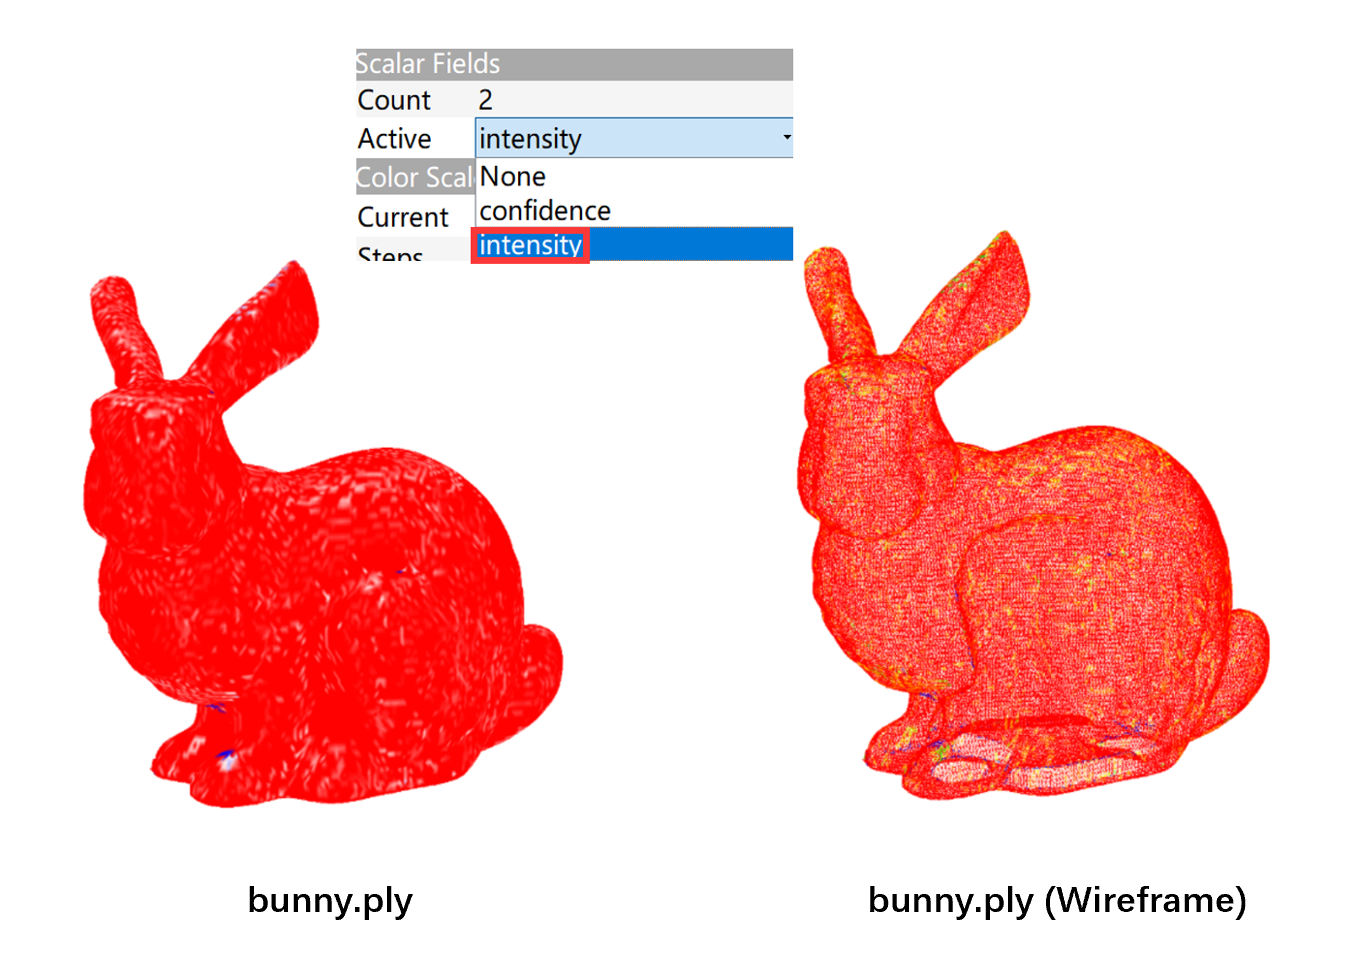 Scalar Fields
Count 2
Active intensity
Color Scal None
Current confidence
Steps intensity
bunny.ply
bunny.ply (Wireframe)